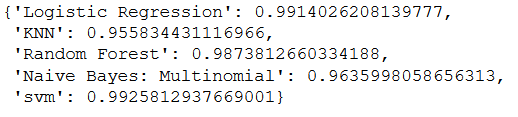 {'Logistic Regression': 0.9914026208139777,
'KNN': 0.955834431116966,
'Random Forest': 0.9873812660334188,
'Naive Bayes: Multinomial': 0.9635998058656313,
'svm': 0.9925812937669001}